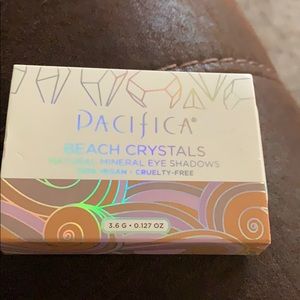 PACIFICA®
BEACH CRYSTALS
NATURAL MINERAL EYE SHADOWS
100% VEGAN • CRUELTY-FREE
3.6 G • 0.127 OZ